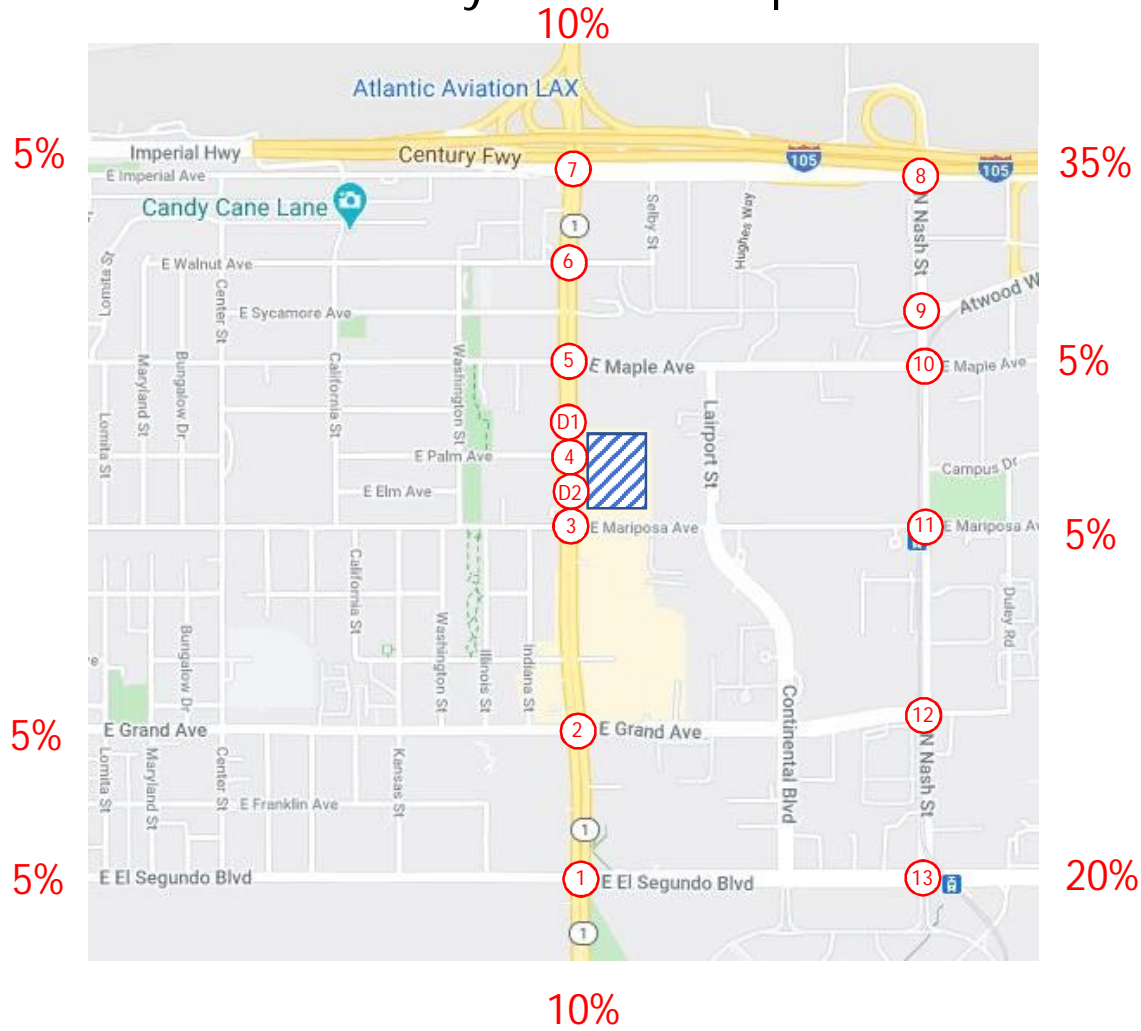 10%
Atlantic Aviation LAX
5%
Imperial Hwy
Century Fwy
105
105
35%
E Imperial Ave
7
8
Candy Cane Lane
1
Selby St
Hughes Way
N Nash St
Lomita St
E Walnut Ave
6
Center St
E Sycamore Ave
9
Atwood W
Maryland St
Bungalow Dr
California St
Washington St
5
E Maple Ave
10
E Maple Ave
5%
Lomita St
D1
Lairport St
E Palm Ave
4
Campus Dr
E Elm Ave
D2
3
E Mariposa Ave
11
E Mariposa Av
5%
California St
Washington St
Illinois St
Indiana St
Duley Rd
Bungalow Dr
e
Continental Blvd
5%
E Grand Ave
2
E Grand Ave
12
Lomita St
Maryland St
Center St
Kansas St
N Nash St
E Franklin Ave
1
5%
E El Segundo Blvd
1
E El Segundo Blvd
13
20%
1
10%